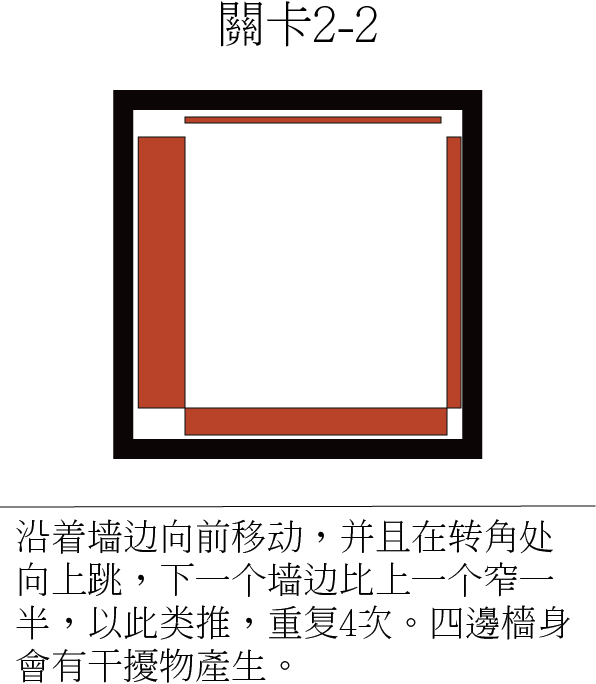 關卡2-2
沿着墙边向前移动，并且在转角处
向上跳，下一个墙边比上一个窄一
半，以此类推，重复4次。四邊檣身
會有干擾物產生。